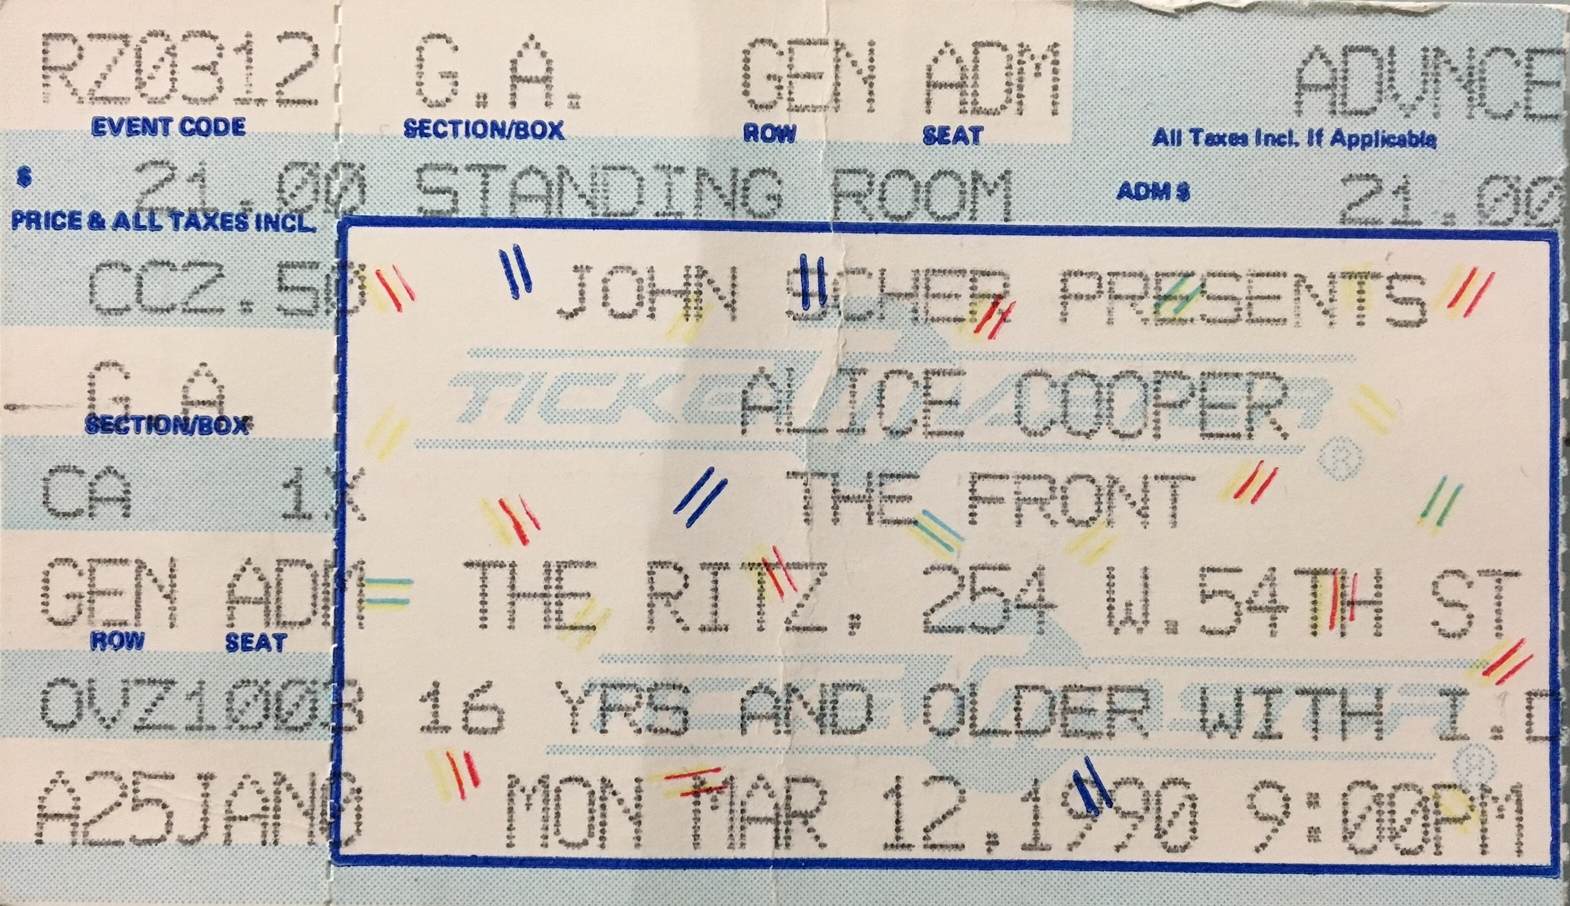 RZ0312 G.A. GEN ADM ADVNCE
EVENT CODE SECTION/BOX ROW SEAT All Taxes Incl. If Applicable
$ 21.00 STANDING ROOM ADM $ 21.00
PRICE & ALL TAXES INCL.
CC2.50 JOHN SCHER PRESENTS
TICKETMASTER®
G A ALICE COOPER
SECTION/BOX
CA 1X THE FRONT
GEN ADM THE RITZ, 254 W.54TH ST
ROW SEAT
OVZ1003 16 YRS AND OLDER WITH I.D
A25JAN0 MON MAR 12,1990 9:00PM